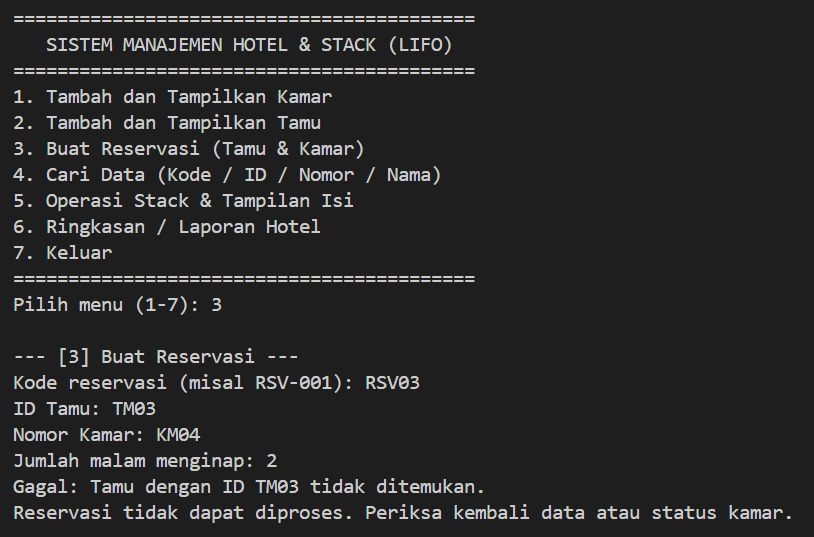 ==========================================
SISTEM MANAJEMEN HOTEL & STACK (LIFO)
==========================================
1. Tambah dan Tampilkan Kamar
2. Tambah dan Tampilkan Tamu
3. Buat Reservasi (Tamu & Kamar)
4. Cari Data (Kode / ID / Nomor / Nama)
5. Operasi Stack & Tampilan Isi
6. Ringkasan / Laporan Hotel
7. Keluar
==========================================
Pilih menu (1-7): 3

--- [3] Buat Reservasi ---
Kode reservasi (misal RSV-001): RSV03
ID Tamu: TM03
Nomor Kamar: KM04
Jumlah malam menginap: 2
Gagal: Tamu dengan ID TM03 tidak ditemukan.
Reservasi tidak dapat diproses. Periksa kembali data atau status kamar.